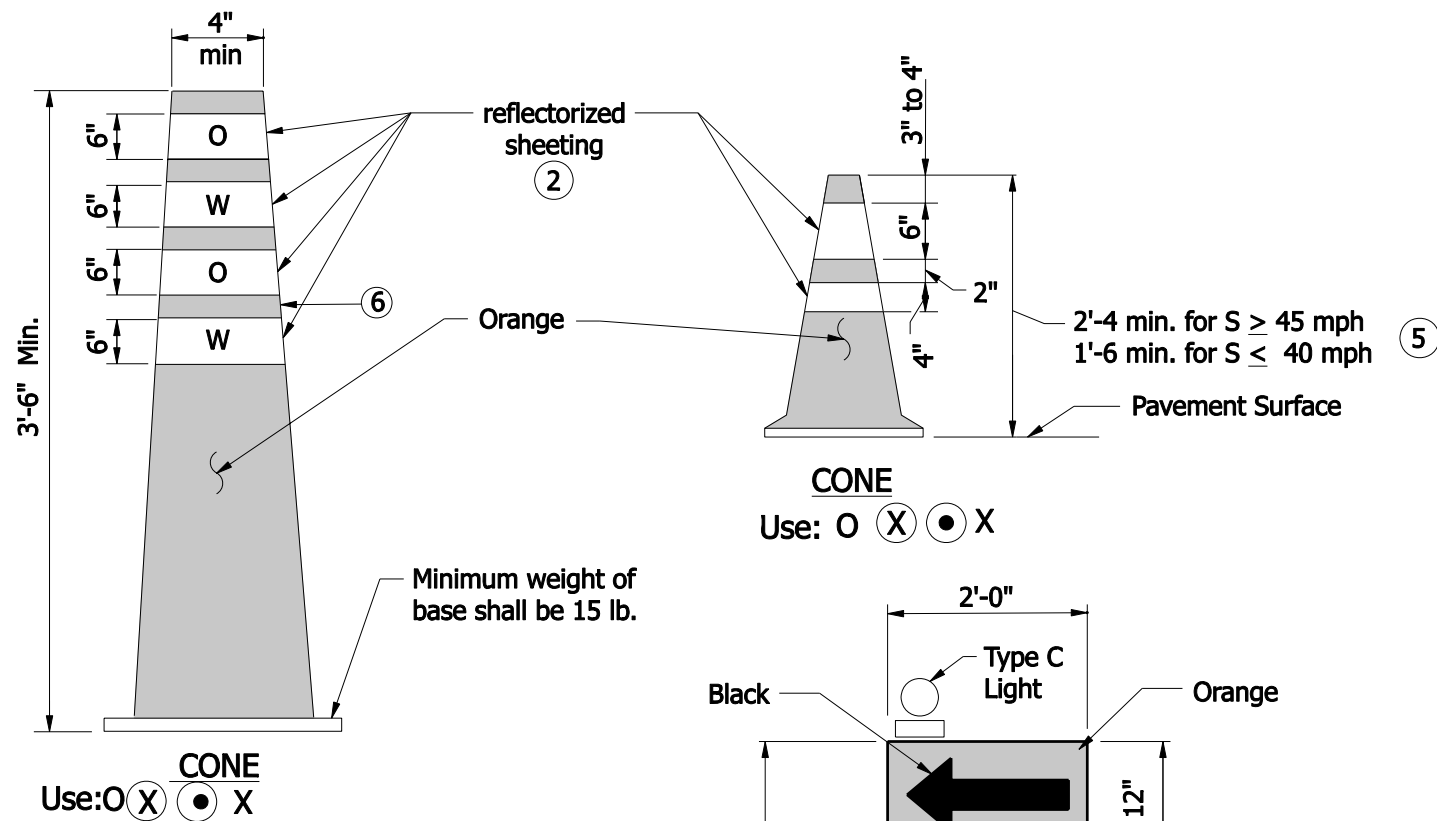 4"
min
3'-6" Min.
6"
O
6"
W
6"
O
6"
W
reflectorized
sheeting
2
6
Orange
Minimum weight of
base shall be 15 lb.
CONE
Use:O X X
3" to 4"
6"
2"
4"
2'-4 min. for S ≥ 45 mph
1'-6 min. for S ≤ 40 mph
5
Pavement Surface
CONE
Use: O X X
2'-0"
Type C
Light
Black
Orange
12"